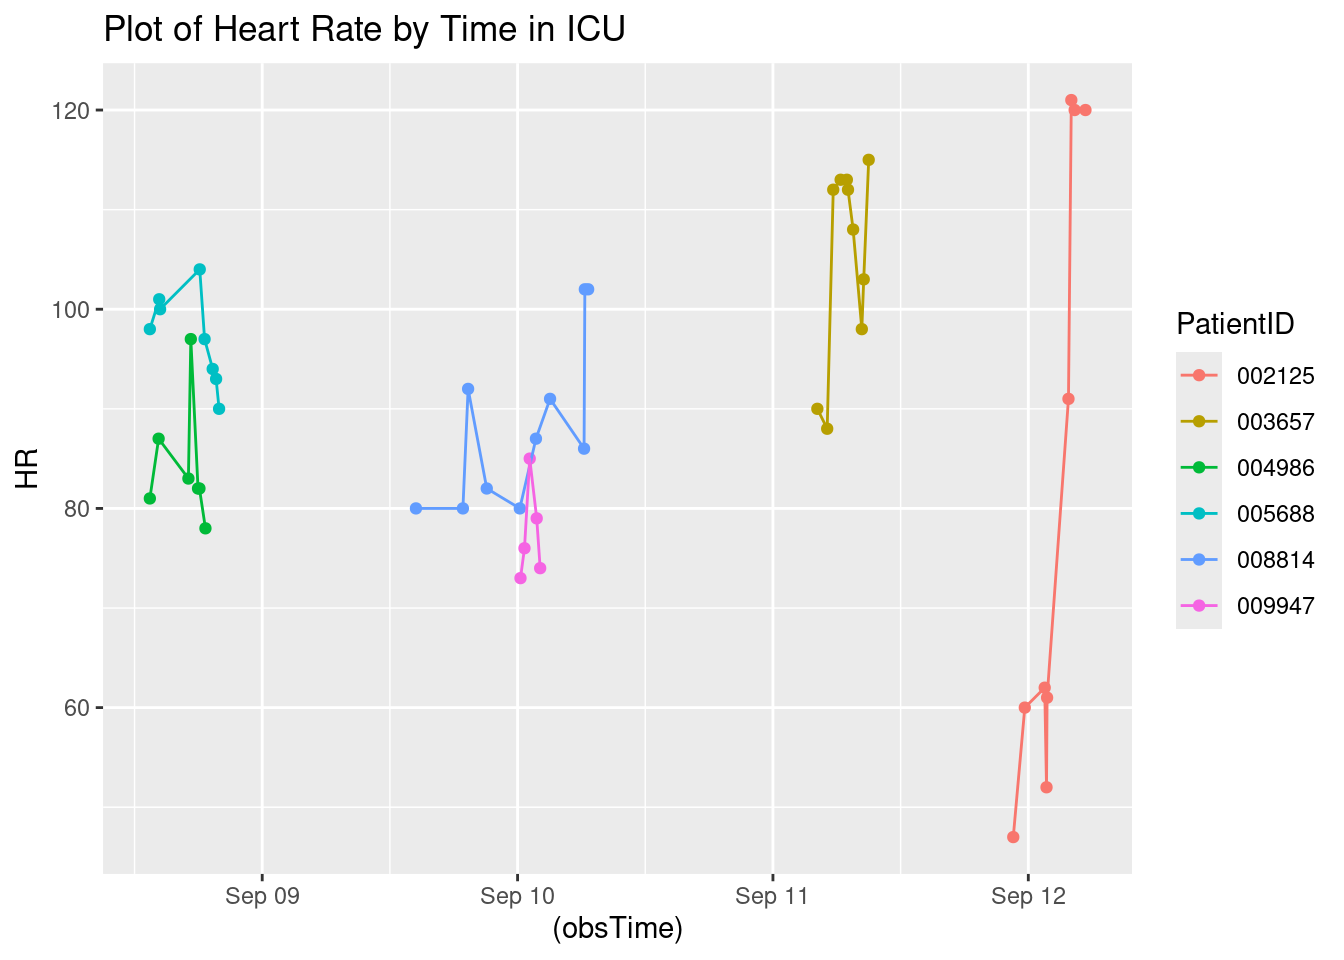 Plot of Heart Rate by Time in ICU
120
100
80
60
HR
Sep 09
Sep 10
Sep 11
Sep 12
(obsTime)
PatientID
002125
003657
004986
005688
008814
009947